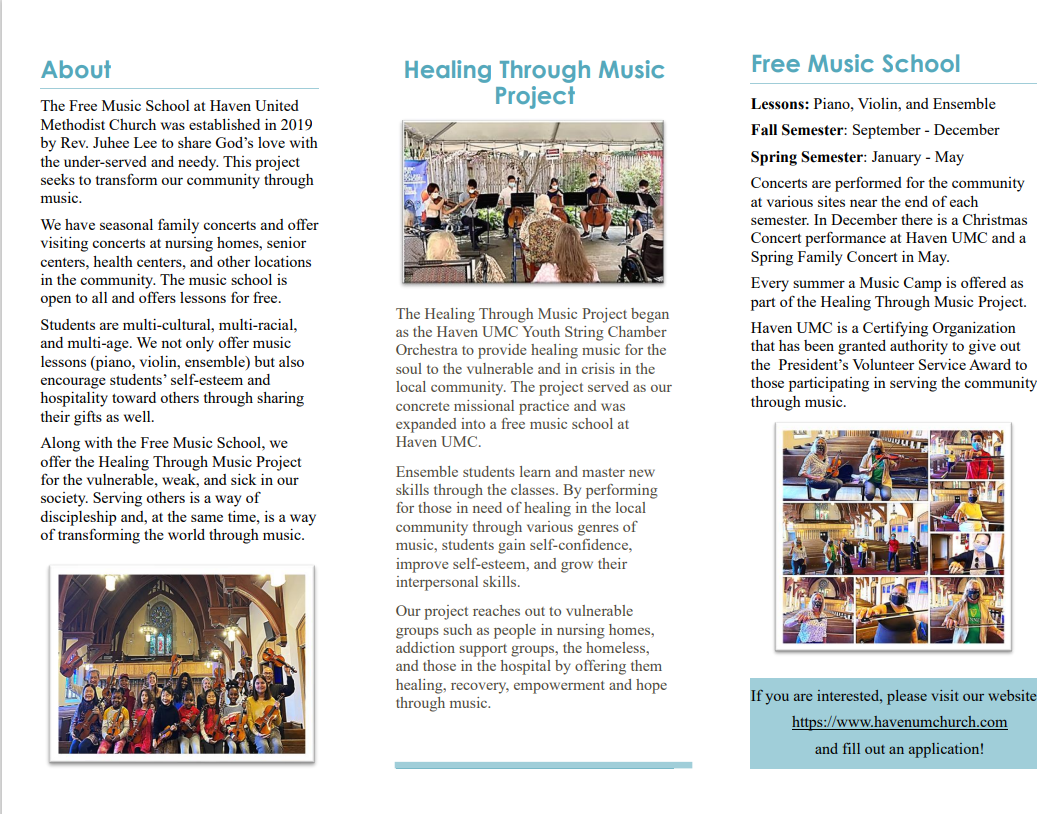 About
The Free Music School at Haven United
Methodist Church was established in 2019
by Rev. Juhee Lee to share God's love with
the under-served and needy. This project
seeks to transform our community through
music.
We have seasonal family concerts and offer
visiting concerts at nursing homes, senior
centers, health centers, and other locations
in the community. The music school is
open to all and offers lessons for free.
Students are multi-cultural, multi-racial,
and multi-age. We not only offer music
lessons (piano, violin, ensemble) but also
encourage students' self-esteem and
hospitality toward others through sharing
their gifts as well.
Along with the Free Music School, we
offer the Healing Through Music Project
for the vulnerable, weak, and sick in our
society. Serving others is a way of
discipleship and, at the same time, is a way
of transforming the world through music.
Healing Through Music
Project
The Healing Through Music Project began
as the Haven UMC Youth String Chamber
Orchestra to provide healing music for the
soul to the vulnerable and in crisis in the
local community. The project served as our
concrete missional practice and was
expanded into a free music school at
Haven UMC.
Ensemble students learn and master new
skills through the classes. By performing
for those in need of healing in the local
community through various genres of
music, students gain self-confidence,
improve self-esteem, and grow their
interpersonal skills.
Our project reaches out to vulnerable
groups such as people in nursing homes,
addiction support groups, the homeless,
and those in the hospital by offering them
healing, recovery, empowerment and hope
through music.
Free Music School
Lessons: Piano, Violin, and Ensemble
Fall Semester: September - December
Spring Semester: January - May
Concerts are performed for the community
at various sites near the end of each
semester. In December there is a Christmas
Concert performance at Haven UMC and a
Spring Family Concert in May.
Every summer a Music Camp is offered as
part of the Healing Through Music Project.
Haven UMC is a Certifying Organization
that has been granted authority to give out
the  President's Volunteer Service Award to
those participating in serving the community
through music.
If you are interested, please visit our website
https://www.havenumchurch.com
and fill out an application!